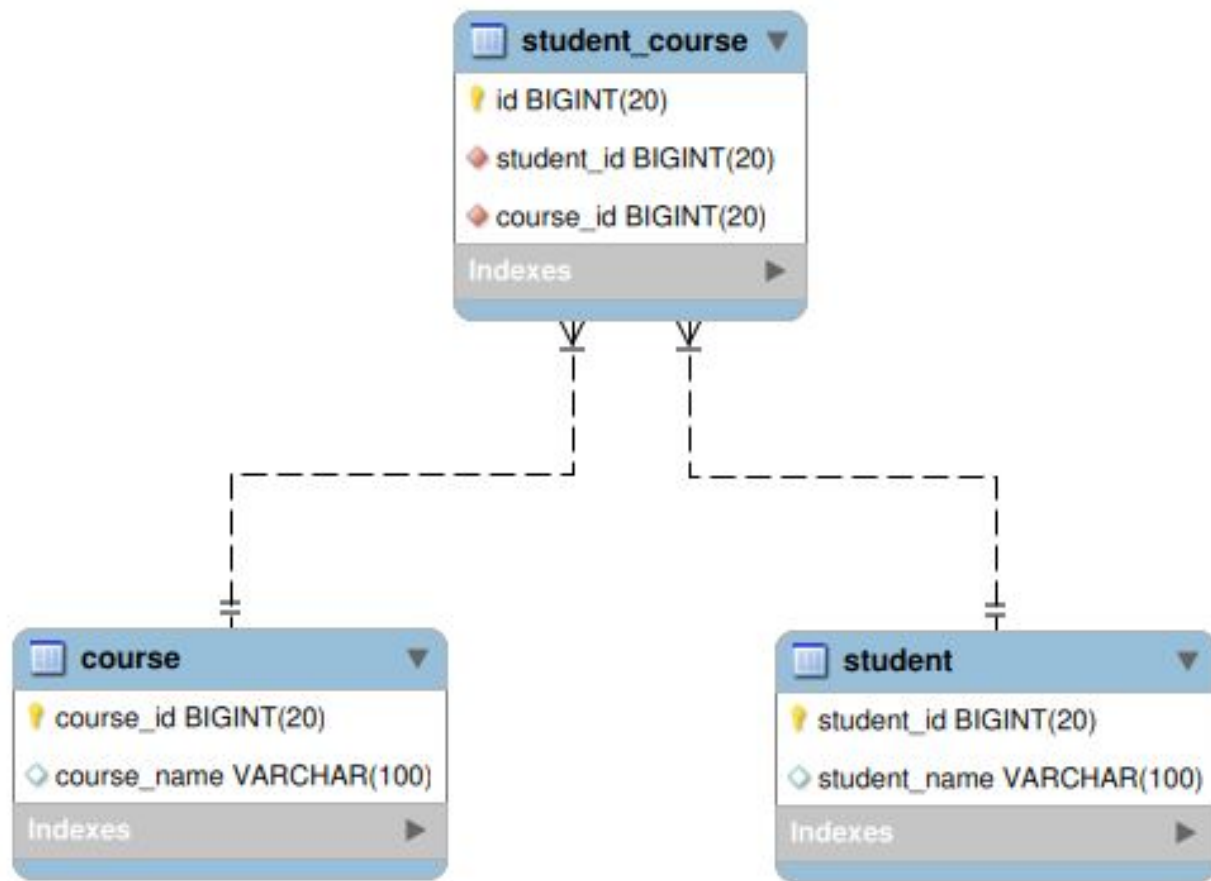 student_course
id BIGINT(20)
student_id BIGINT(20)
course_id BIGINT(20)
Indexes
course
course_id BIGINT(20)
course_name VARCHAR(100)
Indexes
student
student_id BIGINT(20)
student_name VARCHAR(100)
Indexes